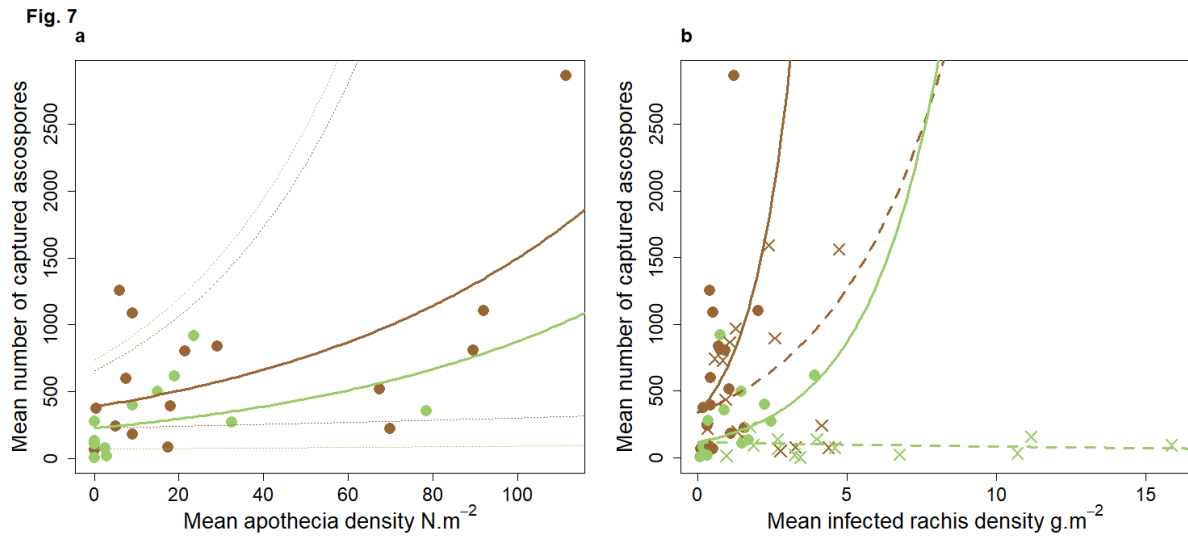 Fig. 7
a
Mean number of captured ascospores
0
500
1000
1500
2000
2500
0 20 40 60 80 100
Mean apothecia density N.m⁻²
b
Mean number of captured ascospores
0
500
1000
1500
2000
2500
0 5 10 15
Mean infected rachis density g.m⁻²